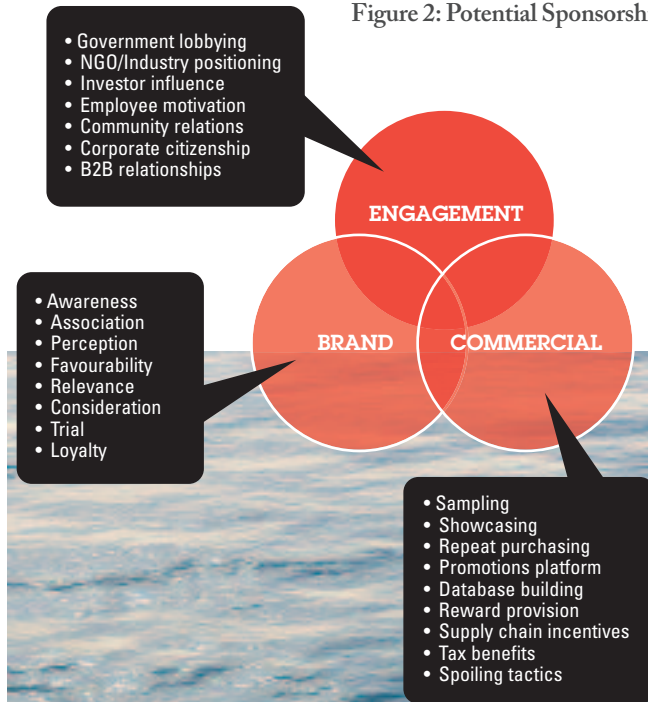 Figure 2: Potential
• Government lobbying
• NGO/Industry positioning
• Investor influence
• Employee motivation
• Community relations
• Corporate citizenship
• B2B relationships
ENGAGEMENT
• Awareness
• Association
• Perception
• Favourability
• Relevance
• Consideration
• Trial
• Loyalty
BRAND
COMMERCIAL
• Sampling
• Showcasing
• Repeat purchasing
• Promotions platform
• Database building
• Reward provision
• Supply chain incentives
• Tax benefits
• Spoiling tactics